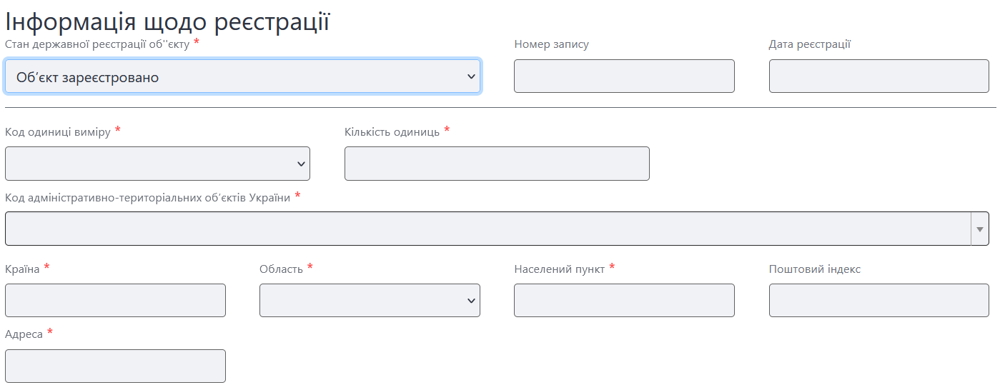 Інформація щодо реєстрації
Стан державної реєстрації об''єкту *
Номер запису
Дата реєстрації
Об’єкт зареєстровано
Код одиниці виміру *
Кількість одиниць *
Код адміністративно-територіальних об’єктів України *
Країна *
Область *
Населений пункт *
Поштовий індекс
Адреса *